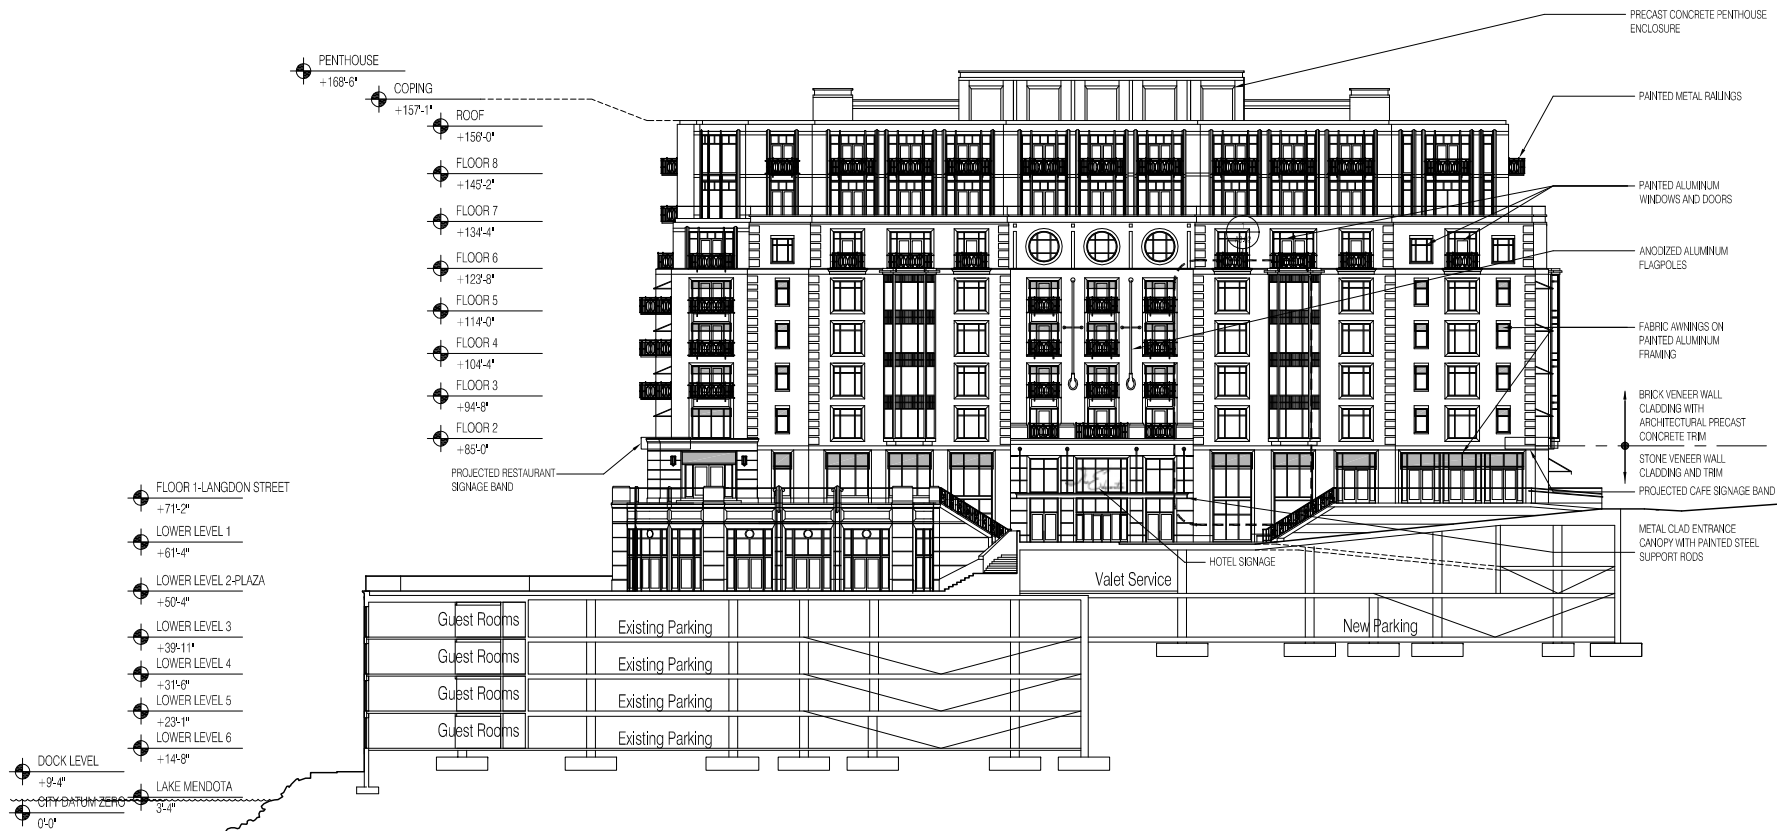 PENTHOUSE
+168'-6"
COPING
+157'-1"
ROOF
+156'-0"
FLOOR 8
+145'-2"
FLOOR 7
+134'-4"
FLOOR 6
+123'-8"
FLOOR 5
+114'-0"
FLOOR 4
+104'-4"
FLOOR 3
+94'-8"
FLOOR 2
+85'-0"
PROJECTED RESTAURANT
SIGNAGE BAND
FLOOR 1-LANGDON STREET
+71'-2"
LOWER LEVEL 1
+61'-4"
LOWER LEVEL 2-PLAZA
+50'-4"
LOWER LEVEL 3
+39'-11"
LOWER LEVEL 4
+31'-6"
LOWER LEVEL 5
+23'-1"
LOWER LEVEL 6
+14'-8"
DOCK LEVEL
+9'-4"
LAKE MENDOTA
3'-4"
CITY DATUM ZERO
0'-0"
PRECAST CONCRETE PENTHOUSE
ENCLOSURE
PAINTED METAL RAILINGS
PAINTED ALUMINUM
WINDOWS AND DOORS
ANODIZED ALUMINUM
FLAGPOLES
FABRIC AWNINGS ON
PAINTED ALUMINUM
FRAMING
BRICK VENEER WALL
CLADDING WITH
ARCHITECTURAL PRECAST
CONCRETE TRIM
STONE VENEER WALL
CLADDING AND TRIM
PROJECTED CAFE SIGNAGE BAND
METAL CLAD ENTRANCE
CANOPY WITH PAINTED STEEL
SUPPORT RODS
HOTEL SIGNAGE
Valet Service
New Parking
Guest Rooms
Existing Parking
Guest Rooms
Existing Parking
Guest Rooms
Existing Parking
Guest Rooms
Existing Parking